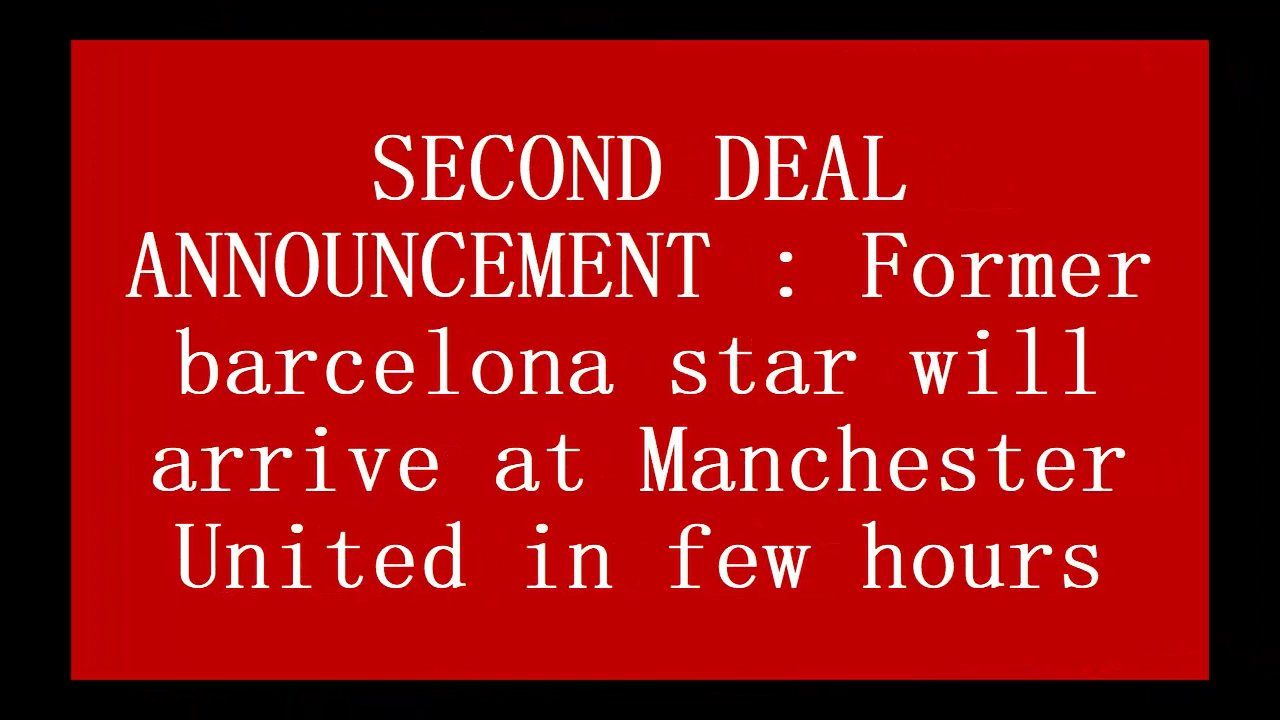 SECOND DEAL
ANNOUNCEMENT : Former
barcelona star will
arrive at Manchester
United in few hours